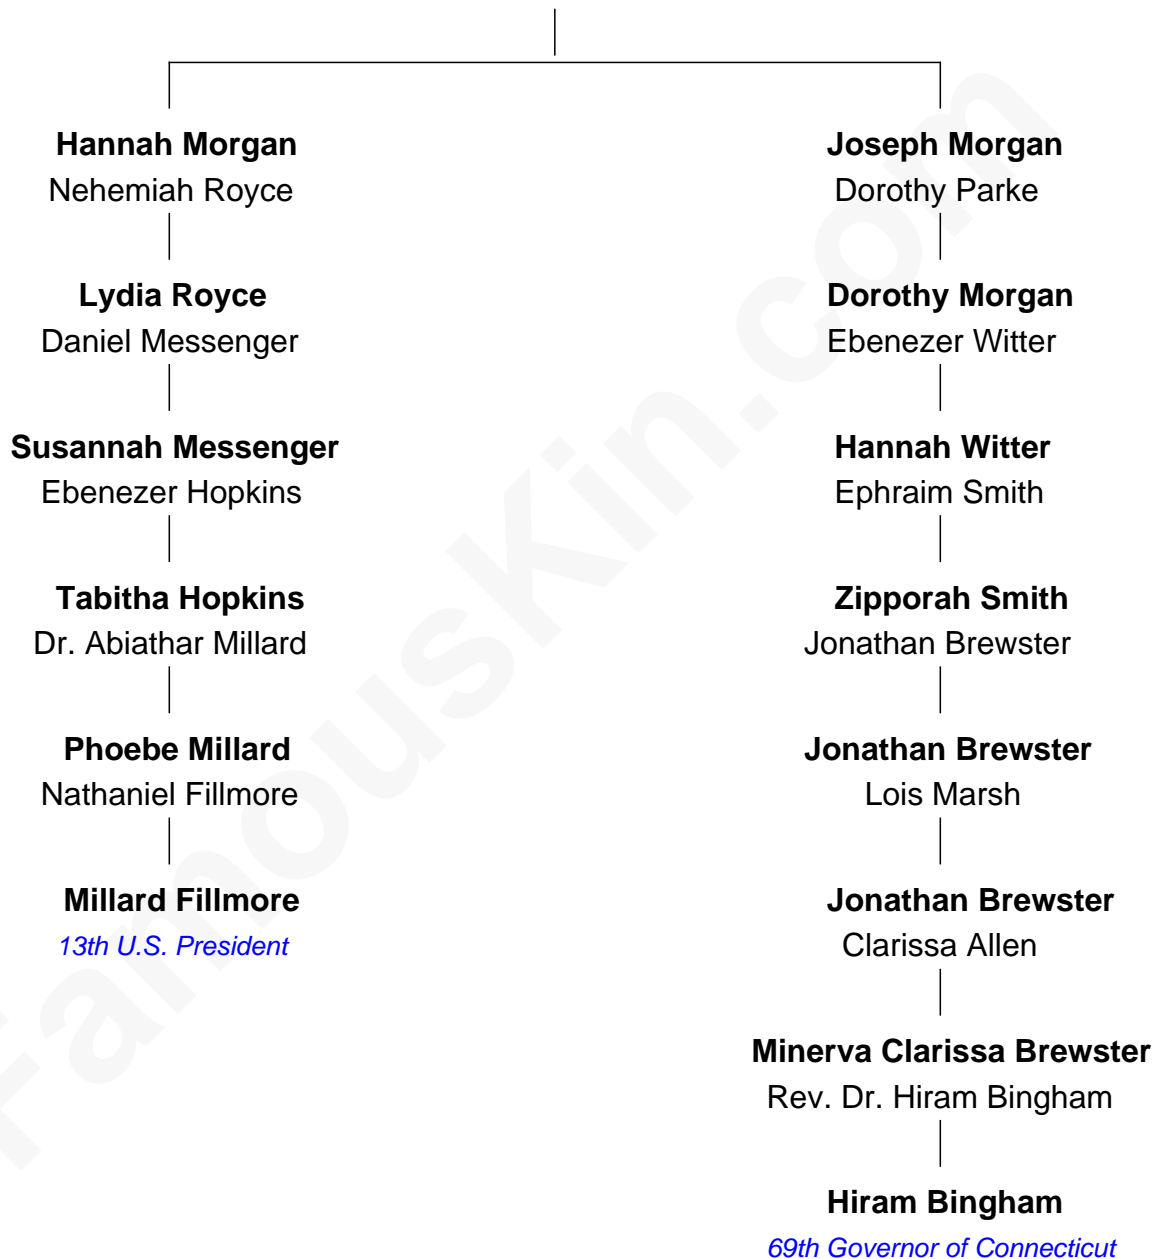 Hannah Morgan
Nehemiah Royce
Lydia Royce
Daniel Messenger
Susannah Messenger
Ebenezer Hopkins
Tabitha Hopkins
Dr. Abiathar Millard
Phoebe Millard
Nathaniel Fillmore
Millard Fillmore
13th U.S. President
Joseph Morgan
Dorothy Parke
Dorothy Morgan
Ebenezer Witter
Hannah Witter
Ephraim Smith
Zipporah Smith
Jonathan Brewster
Jonathan Brewster
Lois Marsh
Jonathan Brewster
Clarissa Allen
Minerva Clarissa Brewster
Rev. Dr. Hiram Bingham
Hiram Bingham
69th Governor of Connecticut
FamousKin.com